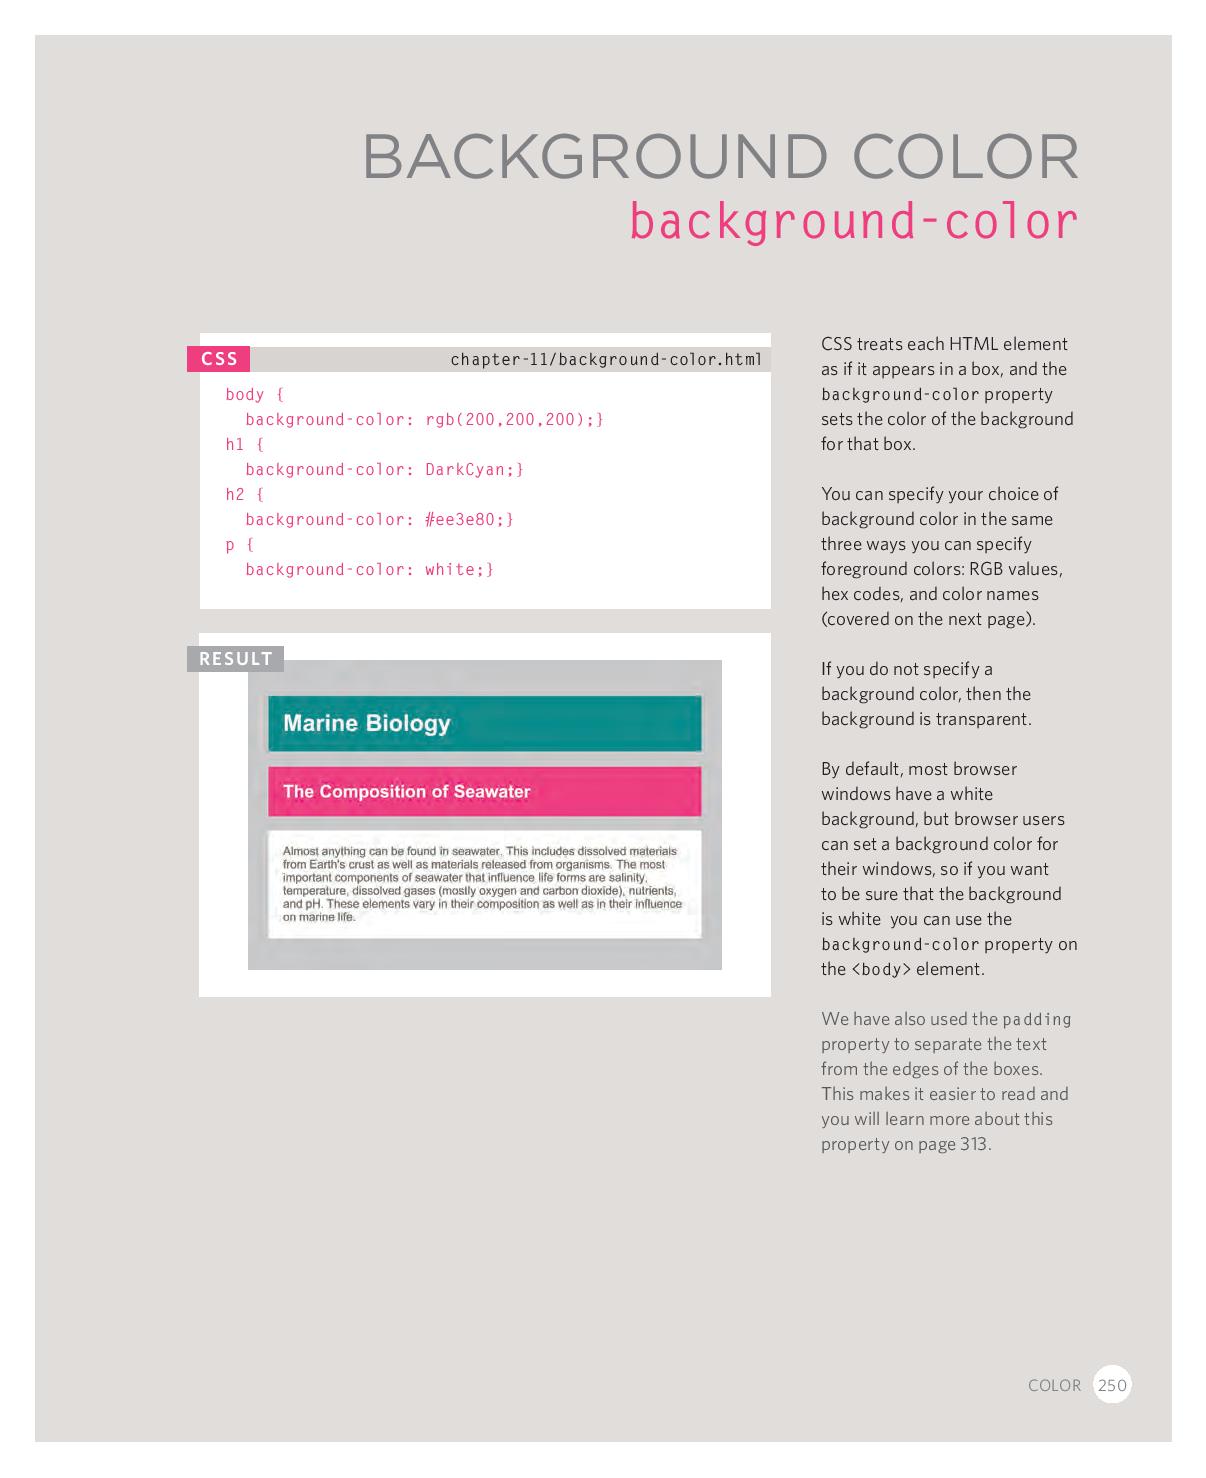 BACKGROUND COLOR
background-color
CSS
chapter-11/background-color.html
body {
  background-color: rgb(200,200,200);}
h1 {
  background-color: DarkCyan;}
h2 {
  background-color: #ee3e80;}
p {
  background-color: white;}
RESULT
Marine Biology
The Composition of Seawater
Almost anything can be found in seawater. This includes dissolved materials
from Earth's crust as well as materials released from organisms. The most
important components of seawater that influence life forms are salinity,
temperature, dissolved gases (mostly oxygen and carbon dioxide), nutrients,
and pH. These elements vary in their composition as well as in their influence
on marine life.
CSS treats each HTML element
as if it appears in a box, and the
background-color property
sets the color of the background
for that box.
You can specify your choice of
background color in the same
three ways you can specify
foreground colors: RGB values,
hex codes, and color names
(covered on the next page).
If you do not specify a
background color, then the
background is transparent.
By default, most browser
windows have a white
background, but browser users
can set a background color for
their windows, so if you want
to be sure that the background
is white  you can use the
background-color property on
the <body> element.
We have also used the padding
property to separate the text
from the edges of the boxes.
This makes it easier to read and
you will learn more about this
property on page 313.
COLOR 250